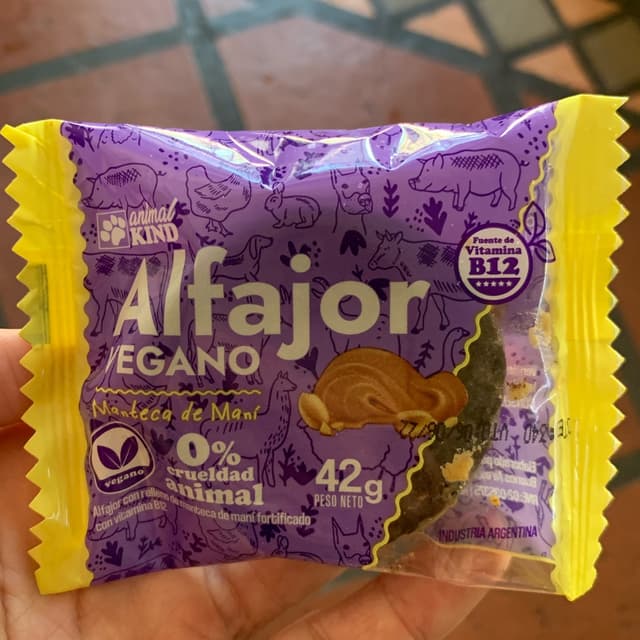 animal
KIND
Alfajor
VEGANO
Manteca de Maní
Fuente de
Vitamina
B12
vegano
0%
crueldad
animal
42g
PESO NETO
Alfajor con relleno de manteca de maní fortificado
con vitamina B12
INDUSTRIA ARGENTINA